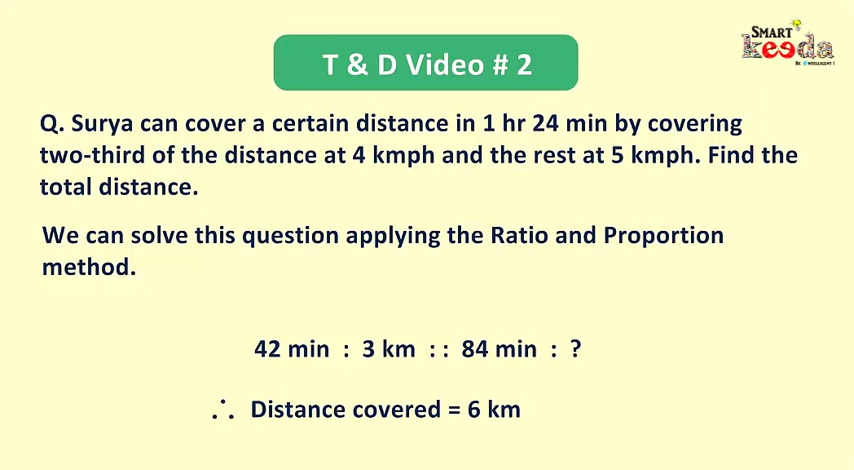 SMART
keeda
BE @NTELLIGENT !
T & D Video # 2
Q. Surya can cover a certain distance in 1 hr 24 min by covering
two-third of the distance at 4 kmph and the rest at 5 kmph. Find the
total distance.
We can solve this question applying the Ratio and Proportion
method.
42 min : 3 km : : 84 min : ?
∴ Distance covered = 6 km